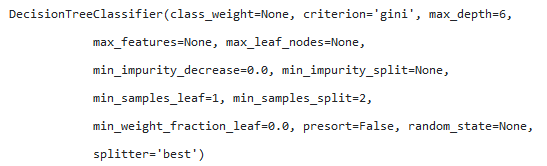 DecisionTreeClassifier(class_weight=None, criterion='gini', max_depth=6,
max_features=None, max_leaf_nodes=None,
min_impurity_decrease=0.0, min_impurity_split=None,
min_samples_leaf=1, min_samples_split=2,
min_weight_fraction_leaf=0.0, presort=False, random_state=None,
splitter='best')